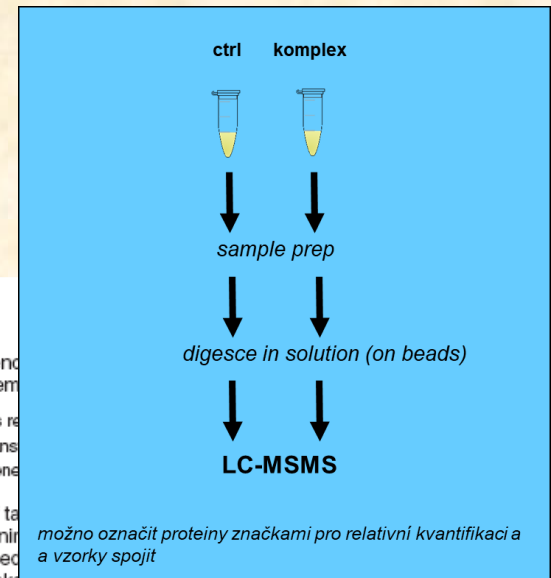 ctrl komplex
sample prep
digesce in solution (on beads)
LC-MSMS
možno označit proteiny značkami pro relativní kvantifikaci a
a vzorky spojit